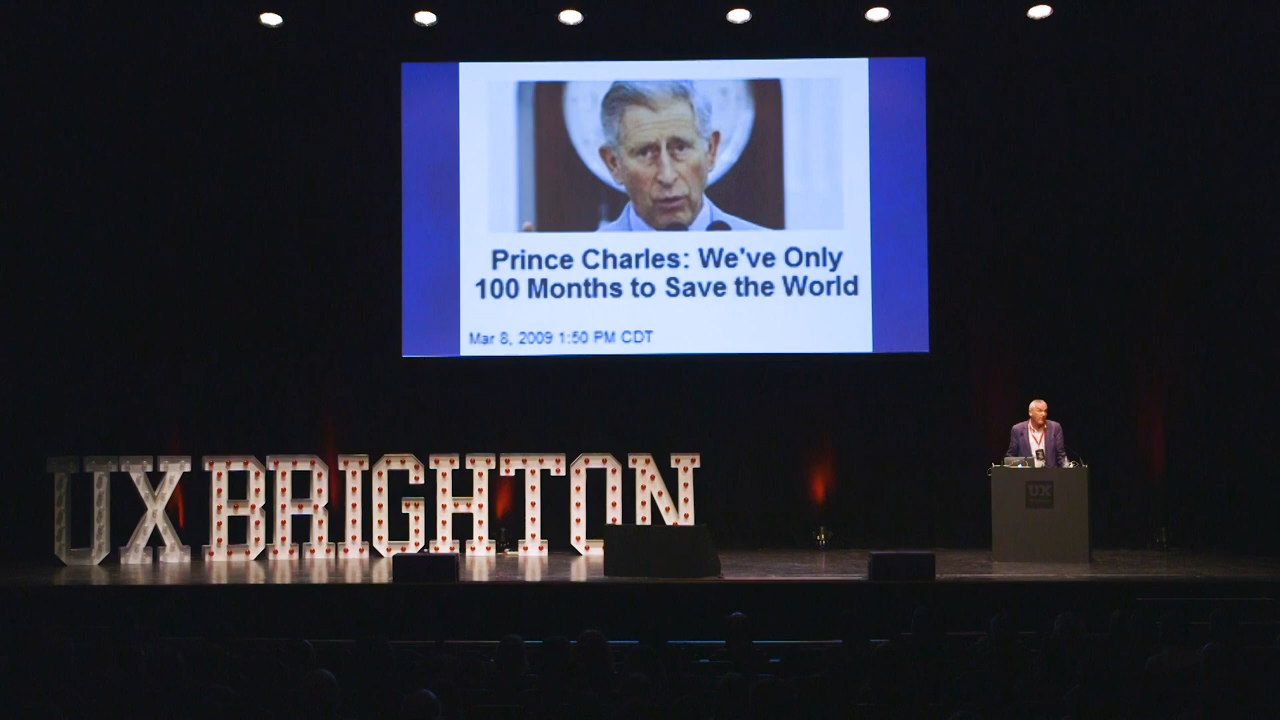 Prince Charles: We've Only
100 Months to Save the World
Mar 8, 2009 1:50 PM CDT
UX BRIGHTON
UX